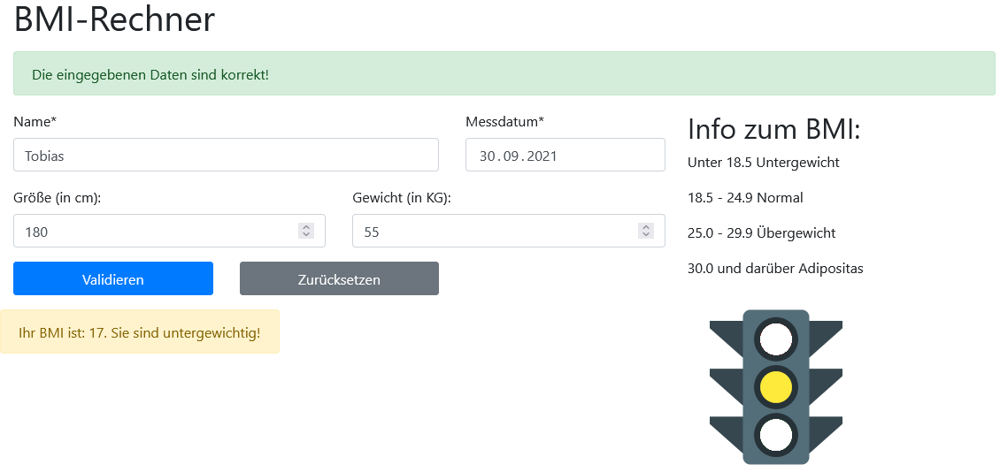 BMI-Rechner
Die eingegebenen Daten sind korrekt!
Name*
Messdatum*
Tobias
30.09.2021
Größe (in cm):
Gewicht (in KG):
180
55
Validieren
Zurücksetzen
Ihr BMI ist: 17. Sie sind untergewichtig!
Info zum BMI:
Unter 18.5 Untergewicht
18.5 - 24.9 Normal
25.0 - 29.9 Übergewicht
30.0 und darüber Adipositas